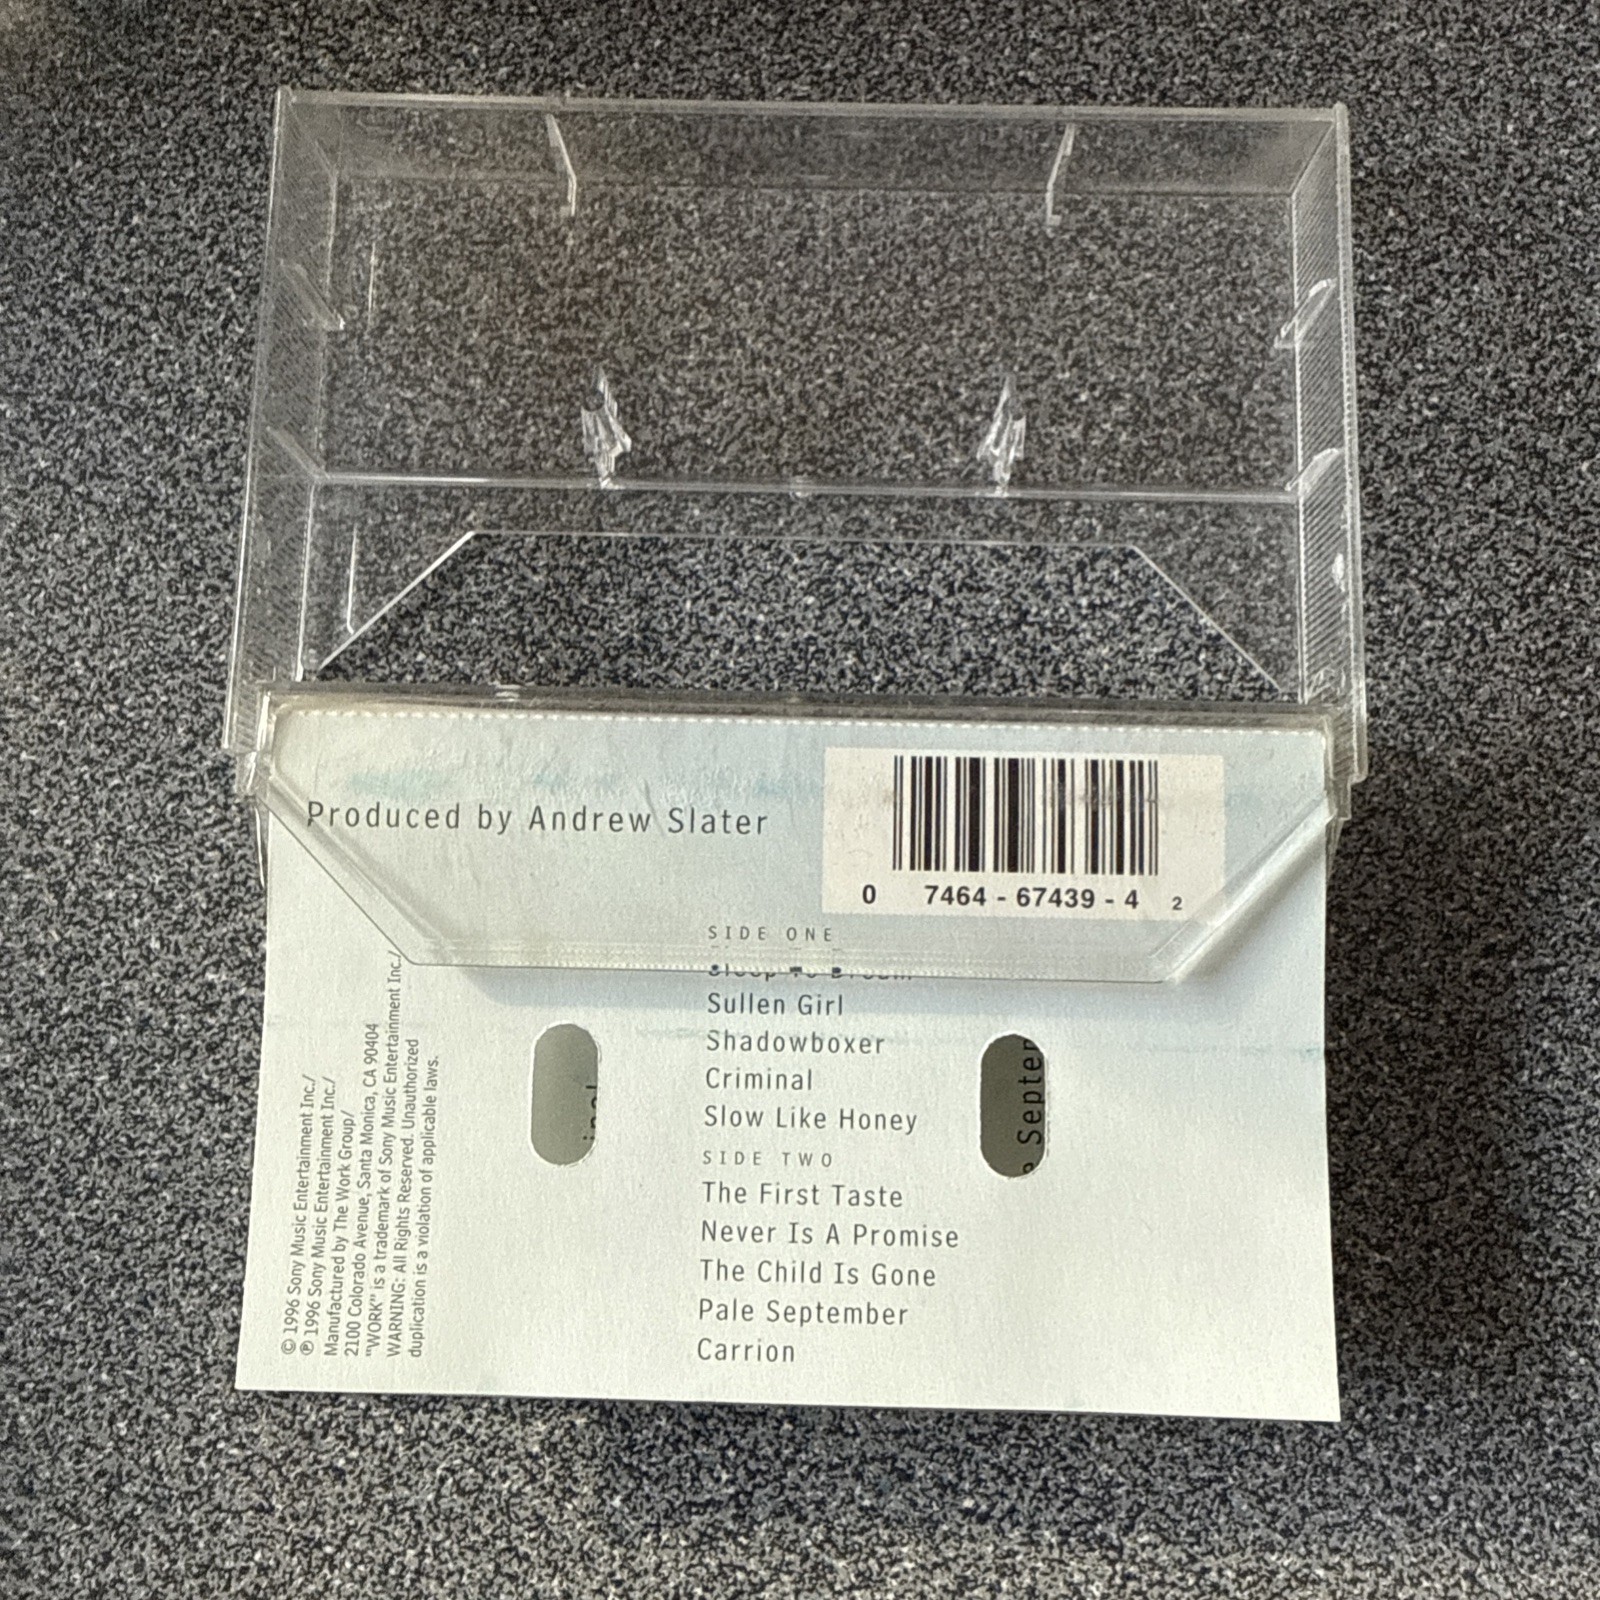 Produced by Andrew Slater
0 7464 - 67439 - 4 2
SIDE ONE
Sullen Girl
Shadowboxer
Criminal
Slow Like Honey
SIDE TWO
The First Taste
Never Is A Promise
The Child Is Gone
Pale September
Carrion
© 1996 Sony Music Entertainment Inc./
℗ 1996 Sony Music Entertainment Inc./
Manufactured by The Work Group/
2100 Colorado Avenue, Santa Monica, CA 90404
"WORK" is a trademark of Sony Music Entertainment Inc./
WARNING: All Rights Reserved. Unauthorized
duplication is a violation of applicable laws.